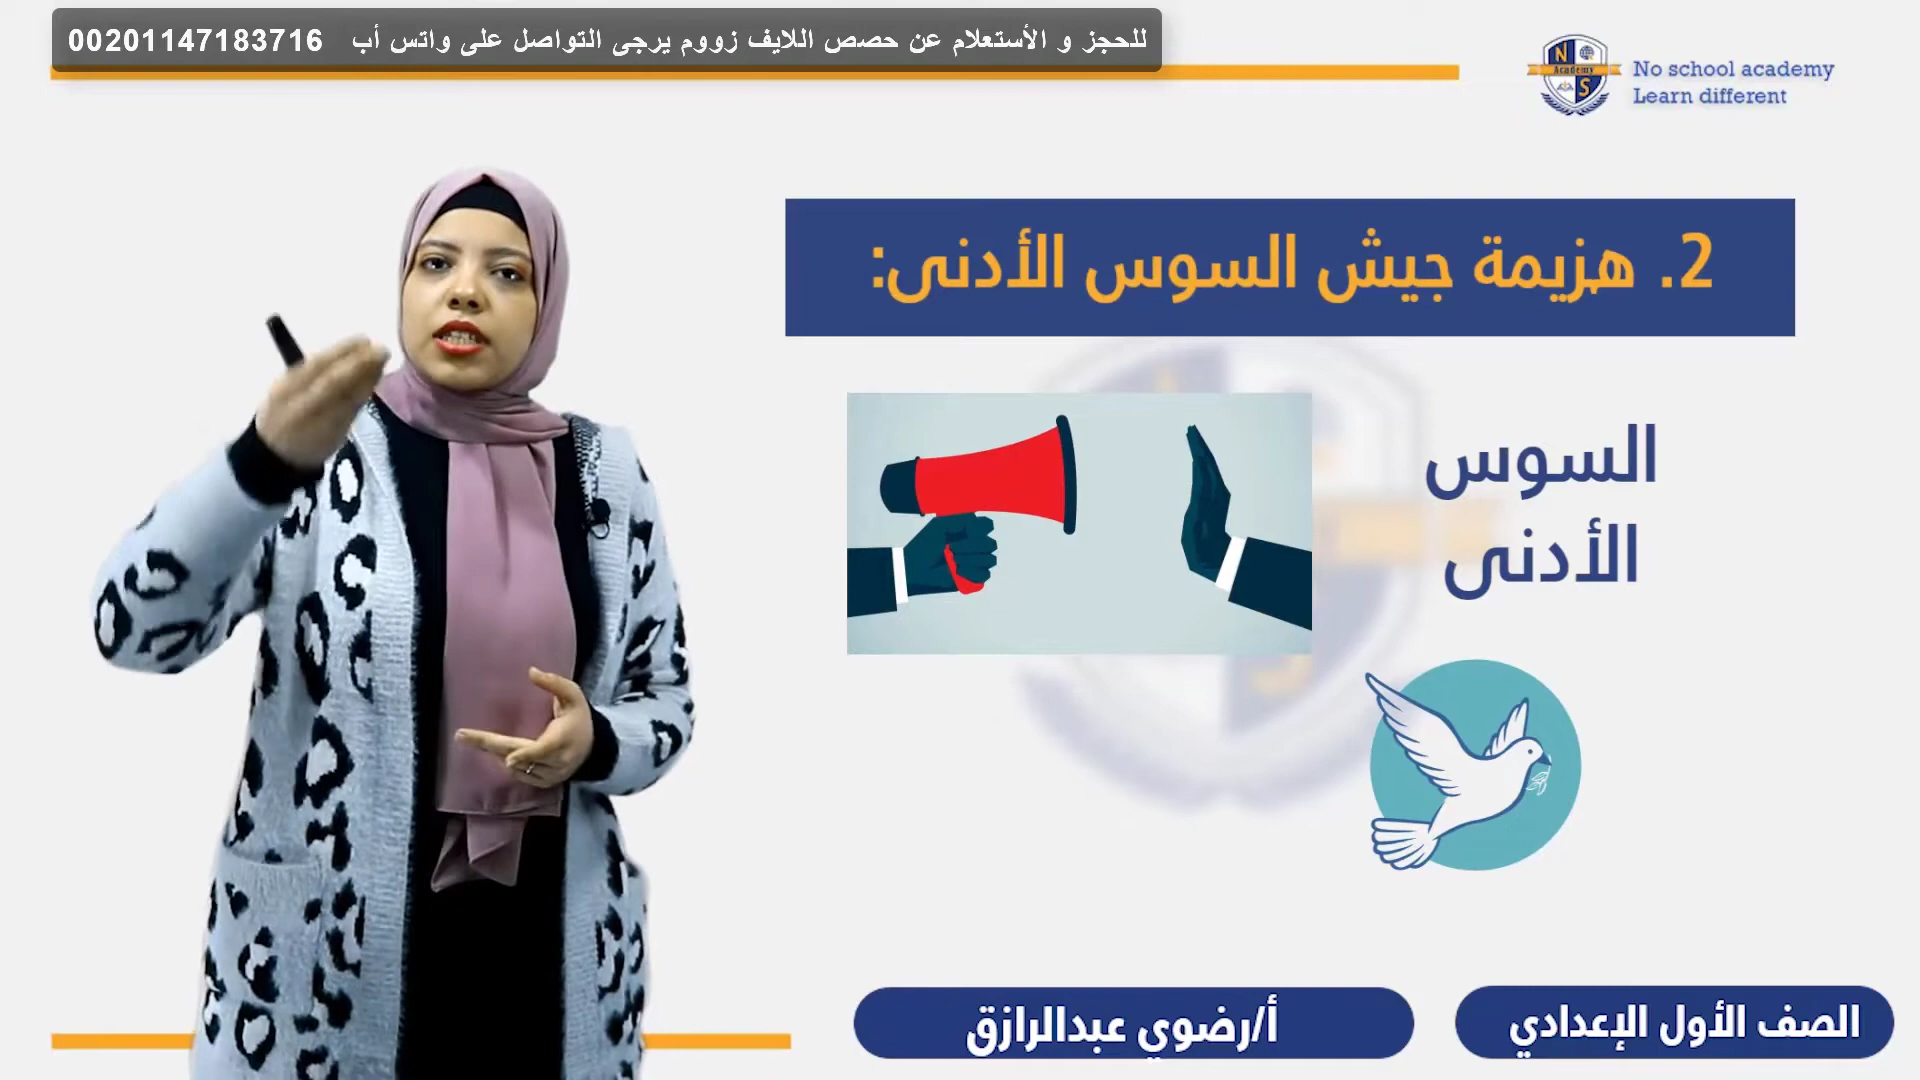 للحجز و الأستعلام عن حصص اللايف زووم يرجى التواصل على واتس أب 00201147183716
N
Academy
S
No school academy
Learn different
2. هزيمة جيش السوس الأدنى:
السوس
الأدنى
الصف الأول الإعدادي
أ/رضوي عبدالرازق